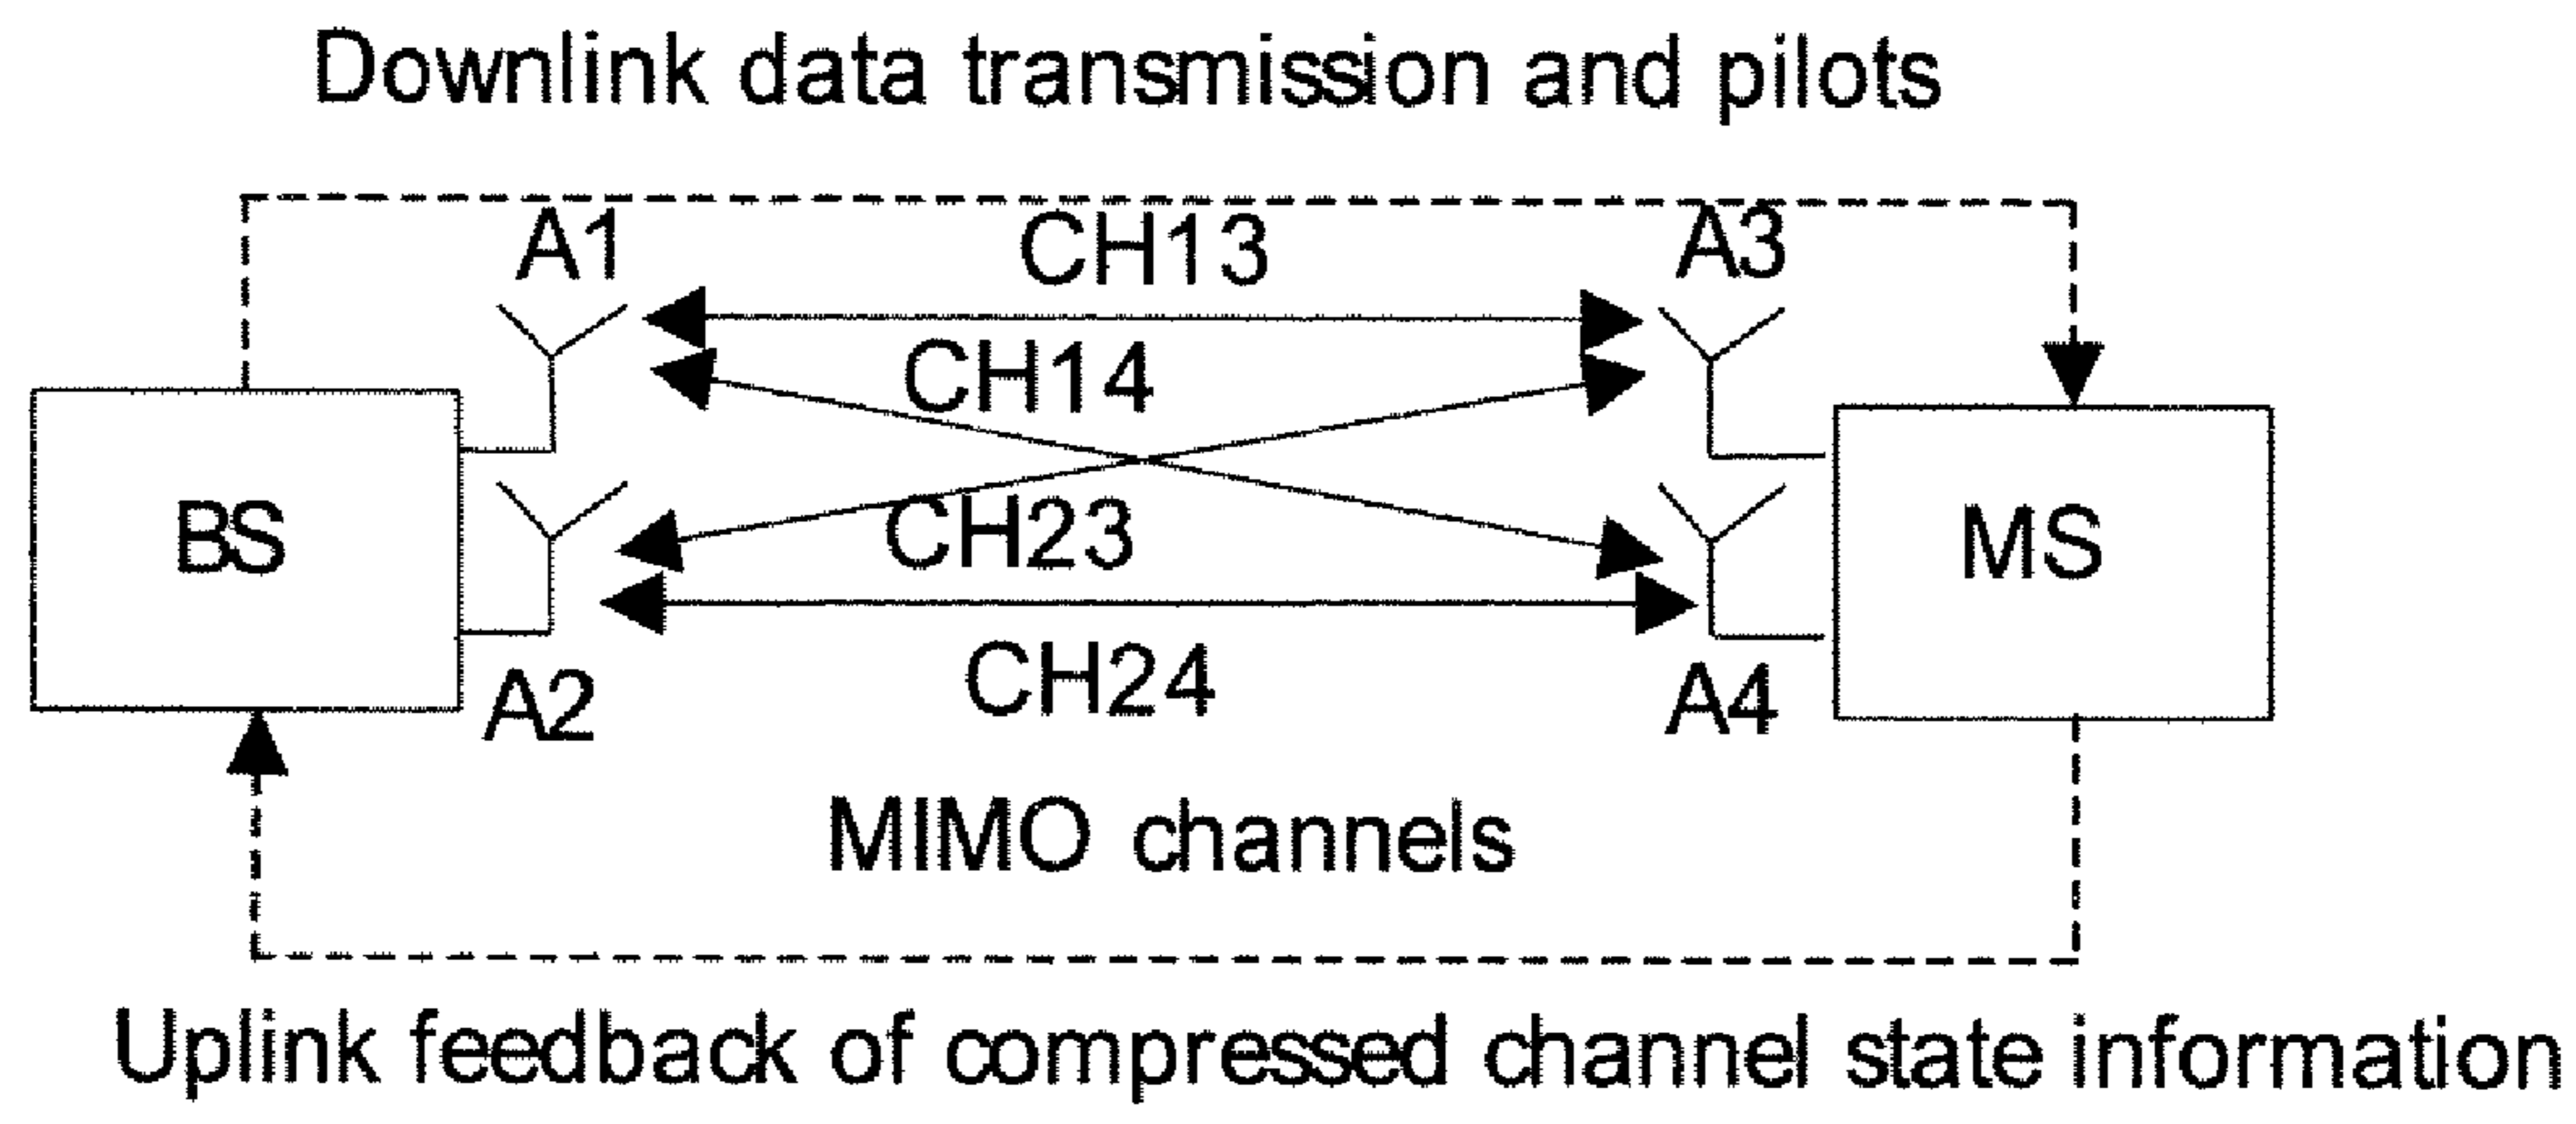 Downlink data transmission and pilots
A1
CH13
A3
CH14
BS
CH23
MS
A2
CH24
A4
MIMO channels
Uplink feedback of compressed channel state information